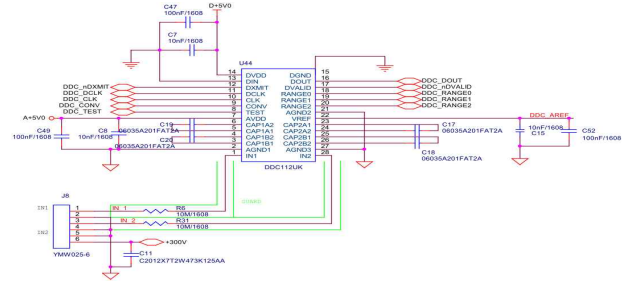 D+5V0
C47
100nF/1608
C7
10nF/1608
U44
14 DVDD DGND 15
13 DIN DOUT 16 DDC_DOUT
DDC_nDXMIT 12 DXMIT DVALID 17 DDC_nDVALID
DDC_DCLK 11 DCLK RANGE0 18 DDC_RANGE0
DDC_CLK 10 CLK RANGE1 19 DDC_RANGE1
DDC_CONV 9 CONV RANGE2 20 DDC_RANGE2
DDC_TEST 8 TEST AGND2 21
A+5V0 7 AVDD VREF 22 DDC_AREF
6 CAP1A2 CAP2A1 23
5 CAP1A1 CAP2A2 24
4 CAP1B2 CAP2B1 25
3 CAP1B1 CAP2B2 26
2 AGND1 AGND3 27
1 IN1 IN2 28
DDC112UK
C49
100nF/1608
C8
10nF/1608
C19
06035A201FAT2A
C20
06035A201FAT2A
C17
06035A201FAT2A
C18
06035A201FAT2A
10nF/1608
C15
C52
100nF/1608
J8
IN1 1 IN_1 R6
2 10M/1608
3 IN_2 R31
4 10M/1608
IN2 5
6 +300V
YMW025-6
C11
C2012X7T2W473K125AA